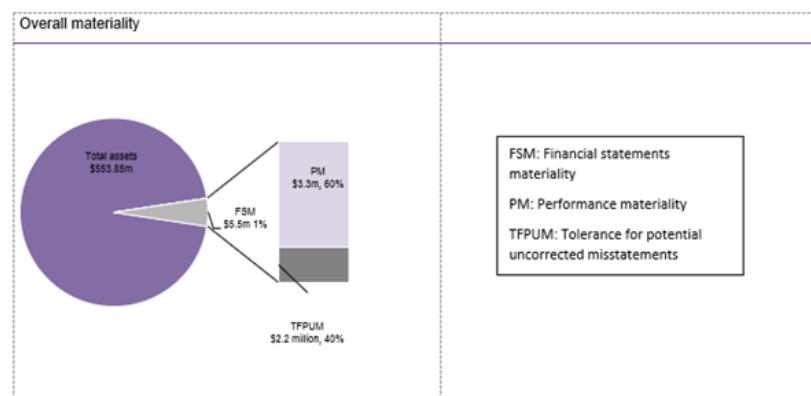 Overall materiality
Total assets
$553.85m
PM
$3.3m, 60%
FSM
$5.5m 1%
TFPUM
$2.2 million, 40%
FSM: Financial statements
materiality
PM: Performance materiality
TFPUM: Tolerance for potential
uncorrected misstatements